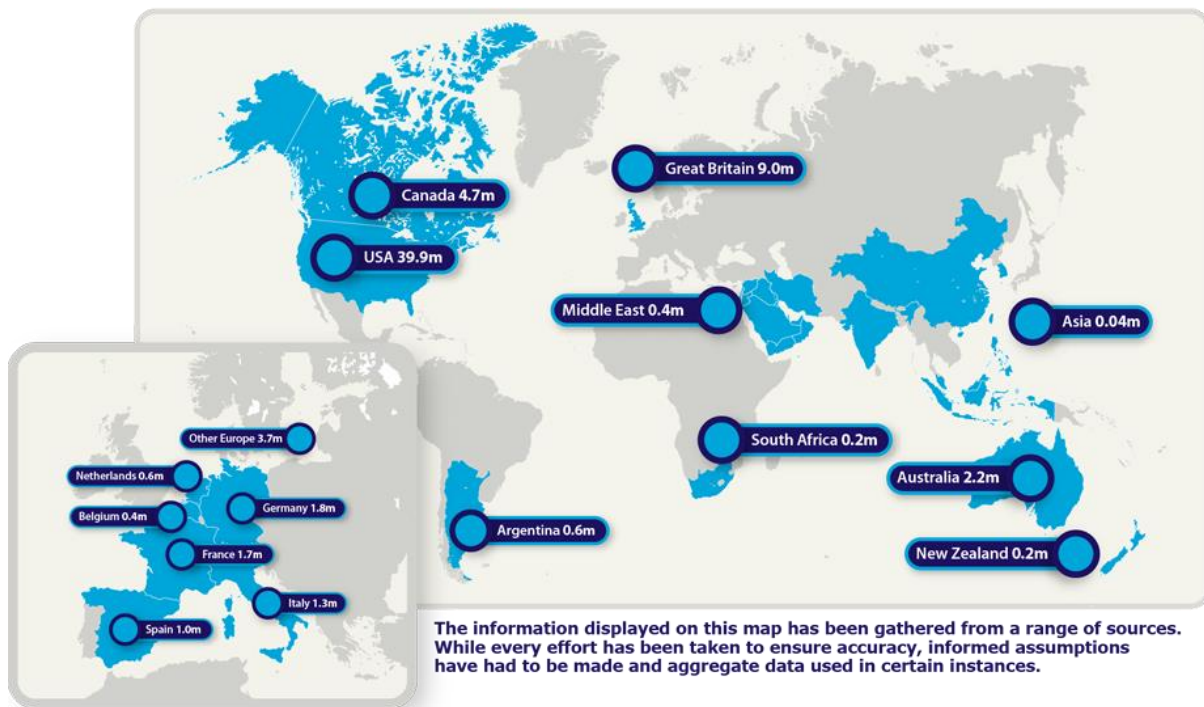 Great Britain 9.0m
Canada 4.7m
USA 39.9m
Middle East 0.4m
Asia 0.04m
South Africa 0.2m
Australia 2.2m
Argentina 0.6m
New Zealand 0.2m
Other Europe 3.7m
Netherlands 0.6m
Germany 1.8m
Belgium 0.4m
France 1.7m
Italy 1.3m
Spain 1.0m
The information displayed on this map has been gathered from a range of sources.
While every effort has been taken to ensure accuracy, informed assumptions
have had to be made and aggregate data used in certain instances.